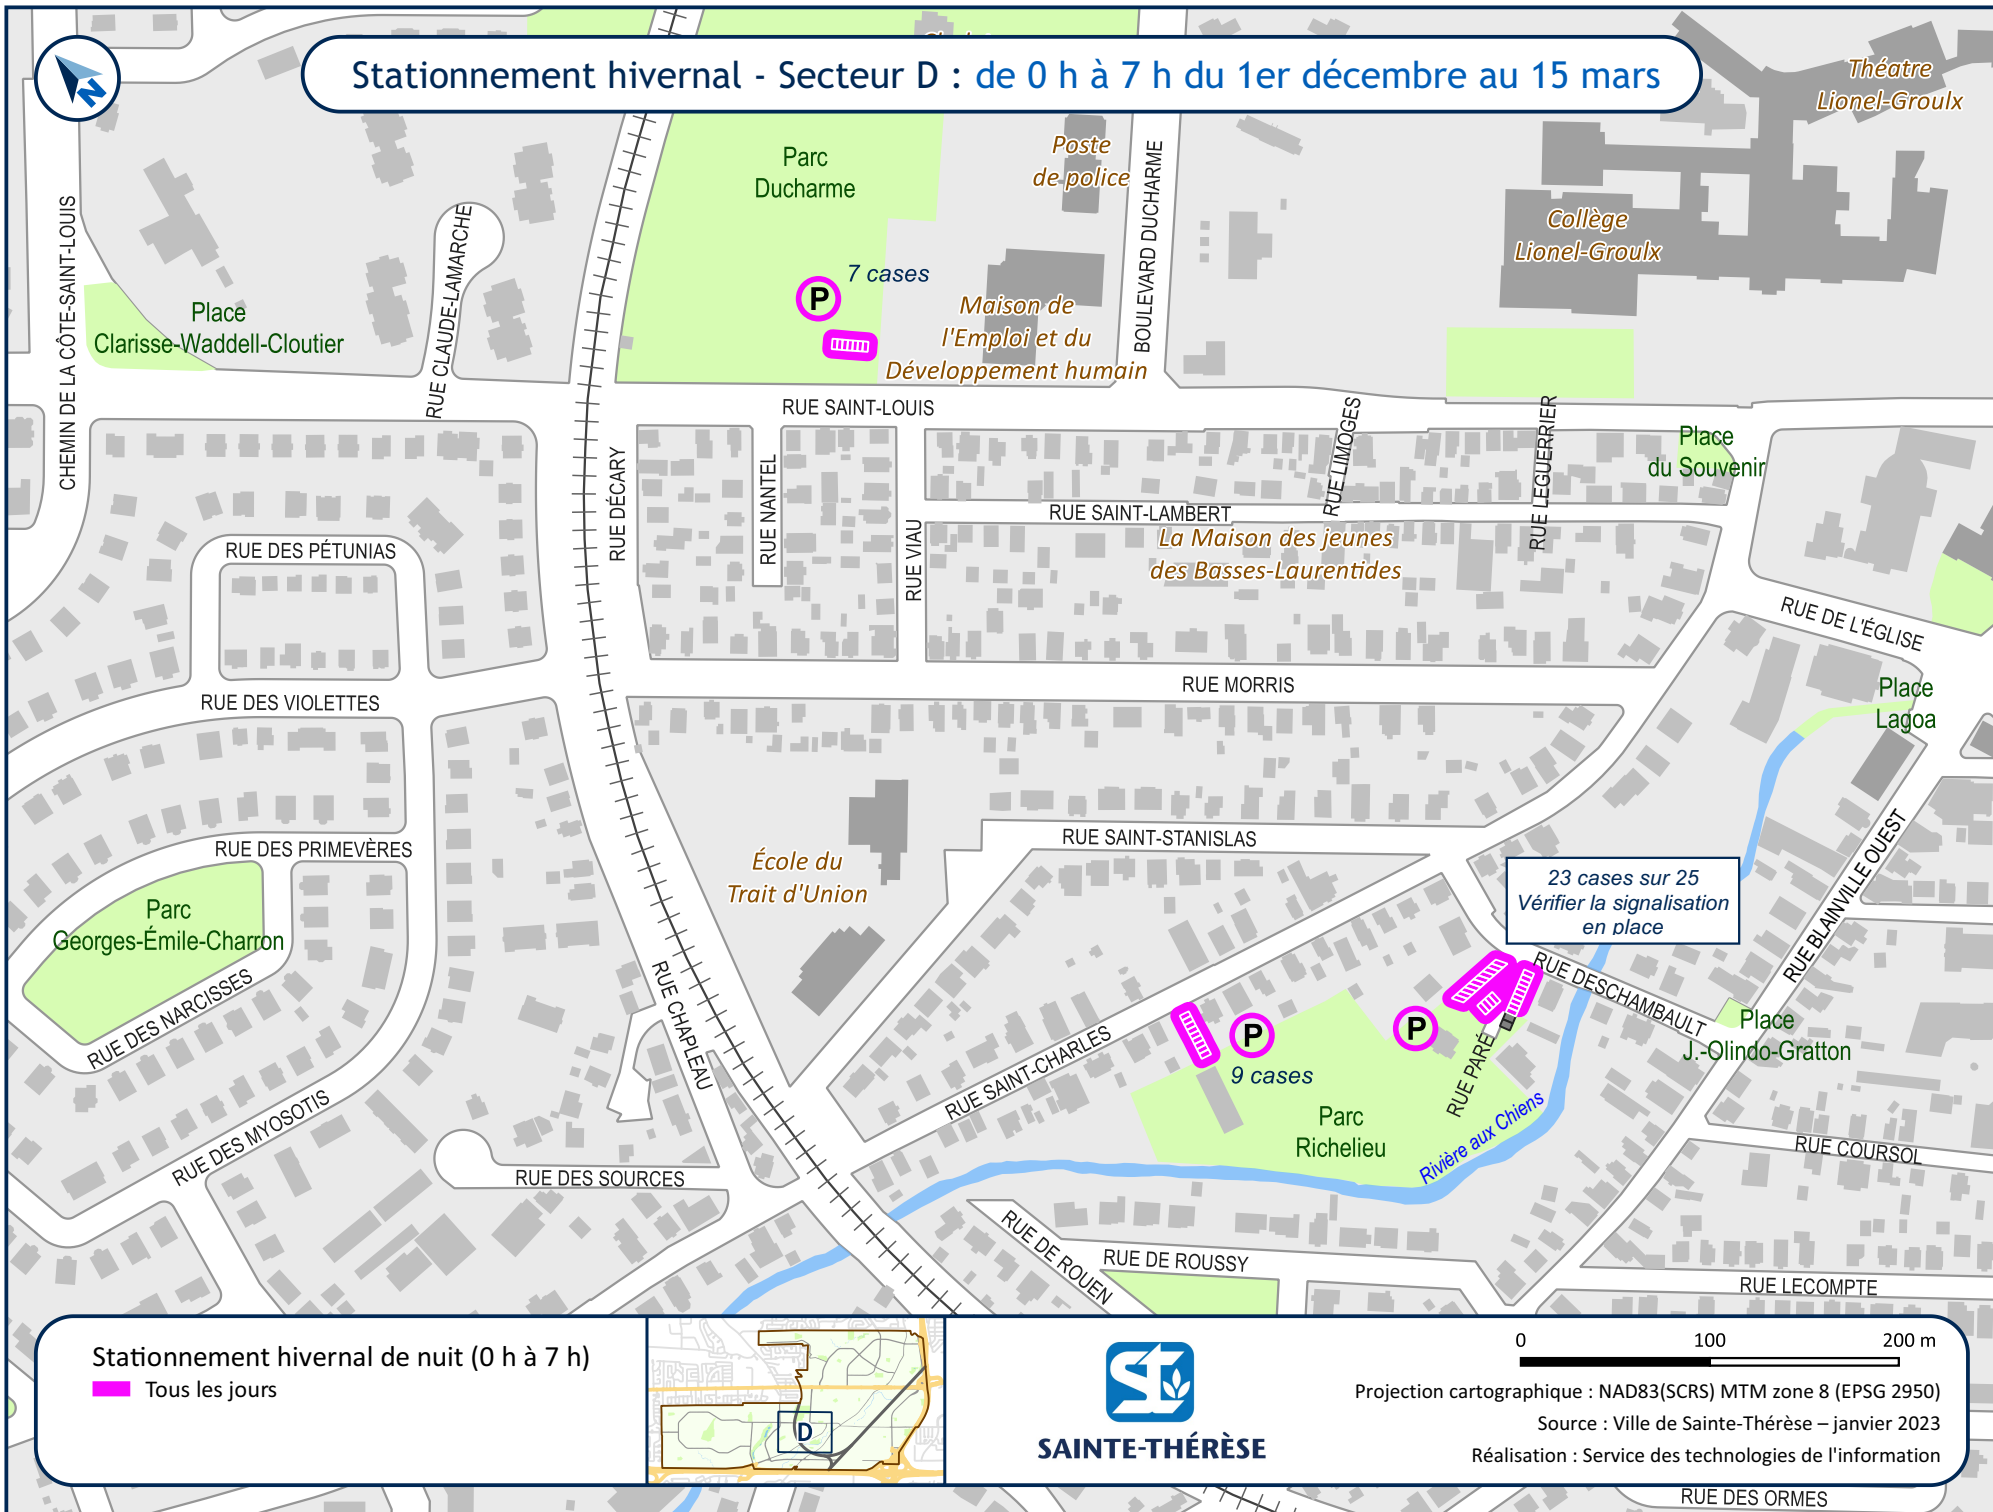 Stationnement hivernal - Secteur D : de 0 h à 7 h du 1er décembre au 15 mars
N
Théatre
Lionel-Groulx
Poste
de police
Parc
Ducharme
BOULEVARD DUCHARME
Collège
Lionel-Groulx
CHEMIN DE LA CÔTE-SAINT-LOUIS
RUE CLAUDE-LAMARCHE
7 cases
P
Place
Clarisse-Waddell-Cloutier
Maison de
l'Emploi et du
Développement humain
RUE SAINT-LOUIS
RUE LIMOGES
RUE LEGUERRIER
Place
du Souvenir
RUE DÉCARY
RUE NANTEL
RUE VIAU
RUE SAINT-LAMBERT
La Maison des jeunes
des Basses-Laurentides
RUE DES PÉTUNIAS
RUE DE L'ÉGLISE
RUE DES VIOLETTES
RUE MORRIS
Place
Lagoa
RUE DES PRIMEVÈRES
RUE SAINT-STANISLAS
École du
Trait d'Union
RUE BLAINVILLE OUEST
23 cases sur 25
Vérifier la signalisation
en place
Parc
Georges-Émile-Charron
RUE DES NARCISSES
RUE CHAPLEAU
RUE DESCHAMBAULT
P
P
9 cases
RUE SAINT-CHARLES
RUE PARÉ
Place
J.-Olindo-Gratton
Parc
Richelieu
Rivière aux Chiens
RUE DES MYOSOTIS
RUE DES SOURCES
RUE COURSOL
RUE DE ROUEN
RUE DE ROUSSY
RUE LECOMPTE
Stationnement hivernal de nuit (0 h à 7 h)
Tous les jours
D
SAINTE-THÉRÈSE
0 100 200 m
Projection cartographique : NAD83(SCRS) MTM zone 8 (EPSG 2950)
Source : Ville de Sainte-Thérèse – janvier 2023
Réalisation : Service des technologies de l'information
RUE DES ORMES